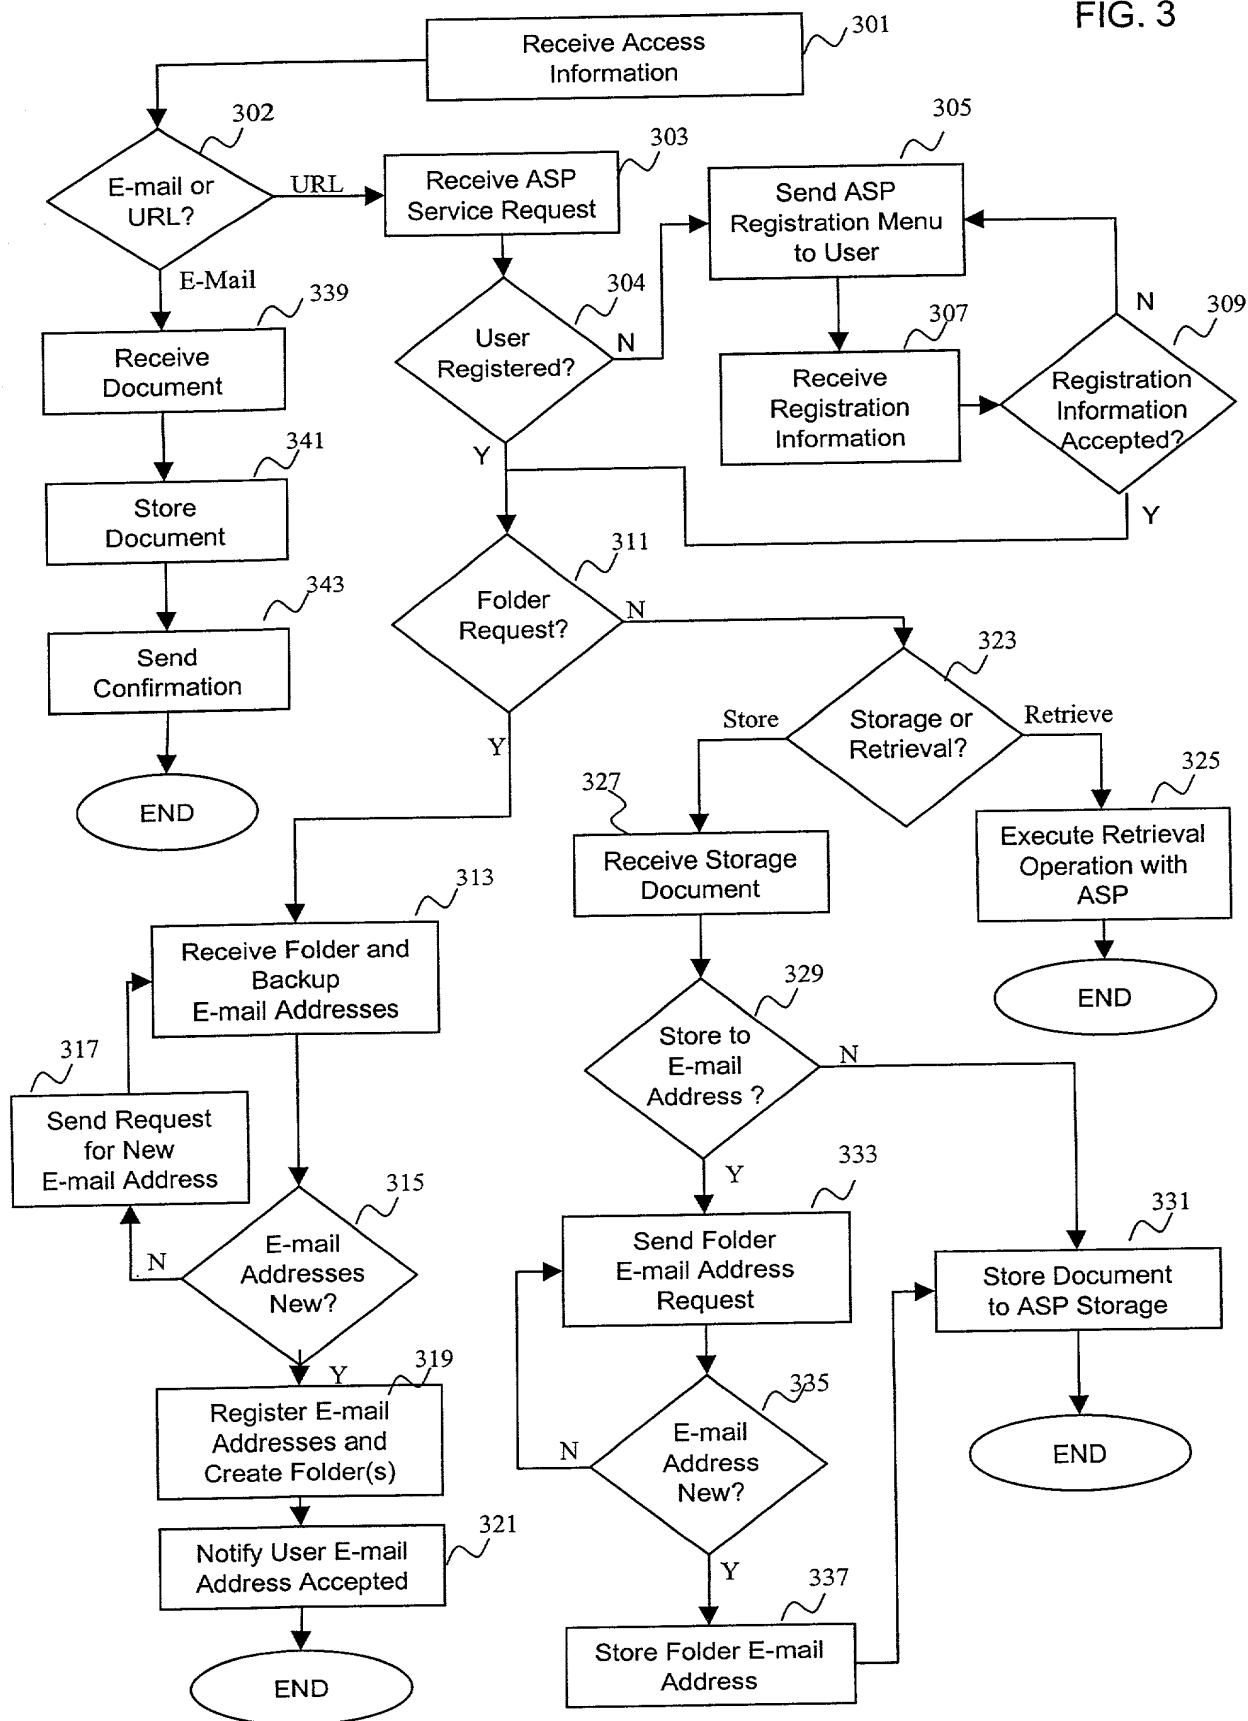 FIG. 3
301
Receive Access
Information
302
E-mail or
URL?
URL
303
Receive ASP
Service Request
305
Send ASP
Registration Menu
to User
E-Mail
304
User
Registered?
N
N
309
307
Receive
Registration
Information
Registration
Information
Accepted?
Y
Y
339
Receive
Document
341
Store
Document
343
Send
Confirmation
END
311
Folder
Request?
N
Y
323
Storage or
Retrieval?
Store
Retrieve
325
Execute Retrieval
Operation with
ASP
END
327
Receive Storage
Document
313
Receive Folder and
Backup
E-mail Addresses
317
Send Request
for New
E-mail Address
315
E-mail
Addresses
New?
N
Y
319
Register E-mail
Addresses and
Create Folder(s)
321
Notify User E-mail
Address Accepted
END
329
Store to
E-mail
Address ?
N
Y
333
Send Folder
E-mail Address
Request
331
Store Document
to ASP Storage
END
335
E-mail
Address
New?
N
Y
337
Store Folder E-mail
Address